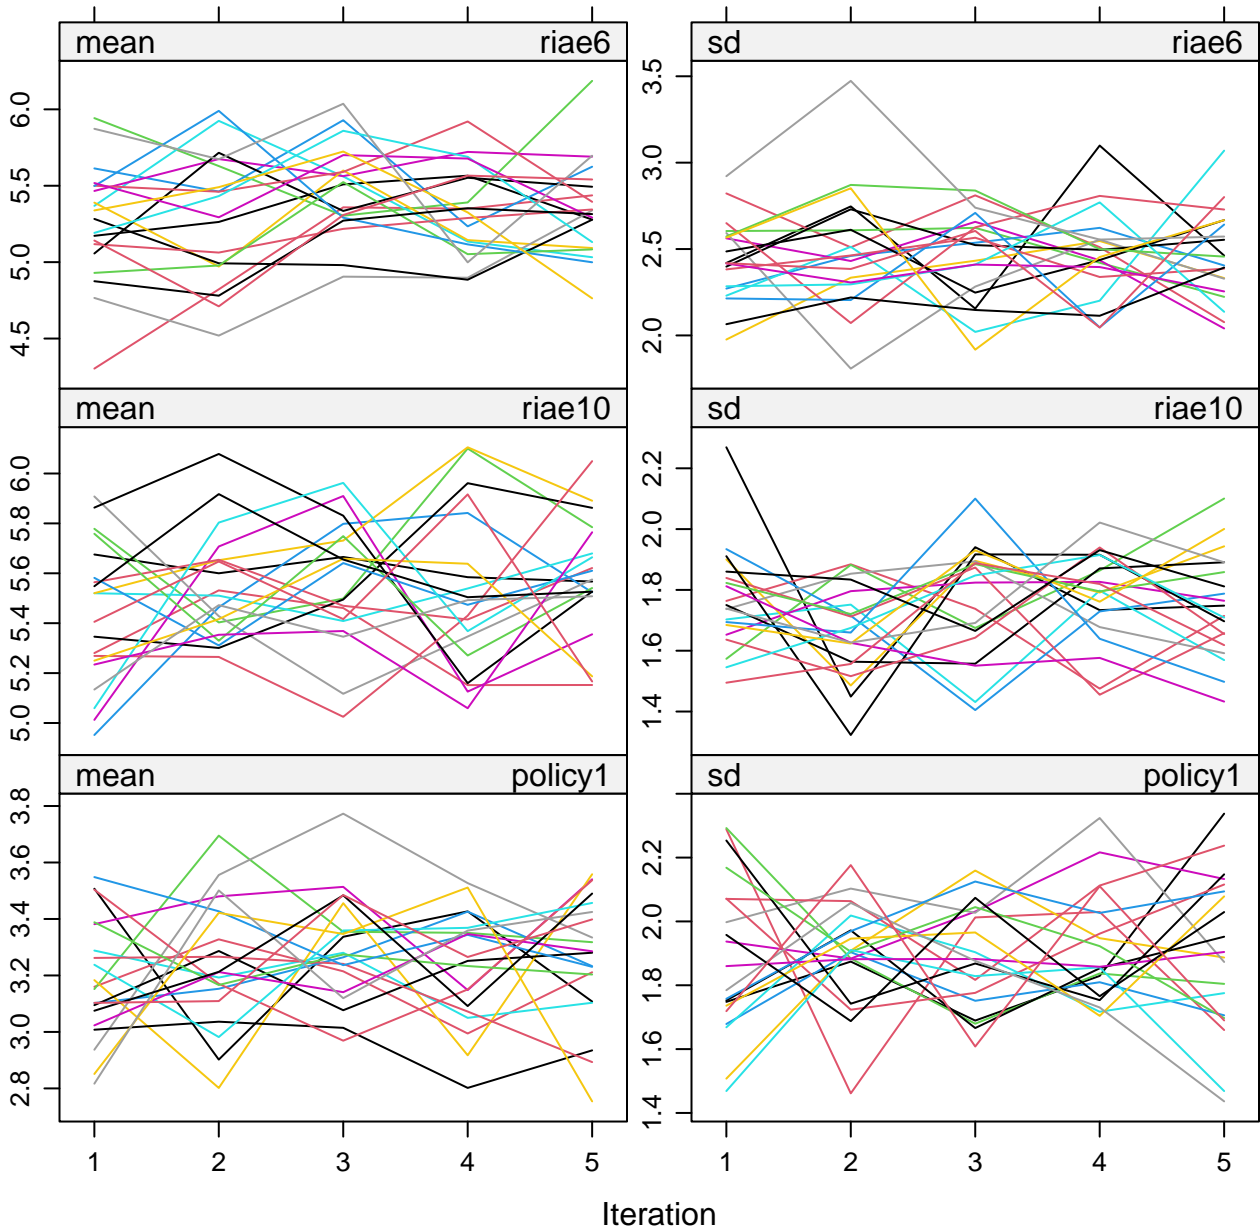 mean riae6 sd riae6
4.5 5.0 5.5 6.0
2.0 2.5 3.0 3.5
mean riae10 sd riae10
5.0 5.2 5.4 5.6 5.8 6.0
1.4 1.6 1.8 2.0 2.2
mean policy1 sd policy1
2.8 3.0 3.2 3.4 3.6 3.8
1.4 1.6 1.8 2.0 2.2
1 2 3 4 5 1 2 3 4 5
Iteration